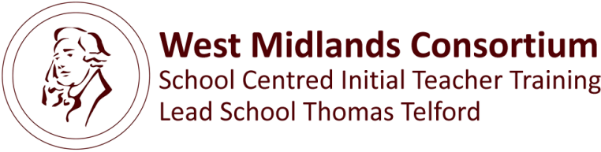 West Midlands Consortium
School Centred Initial Teacher Training
Lead School Thomas Telford